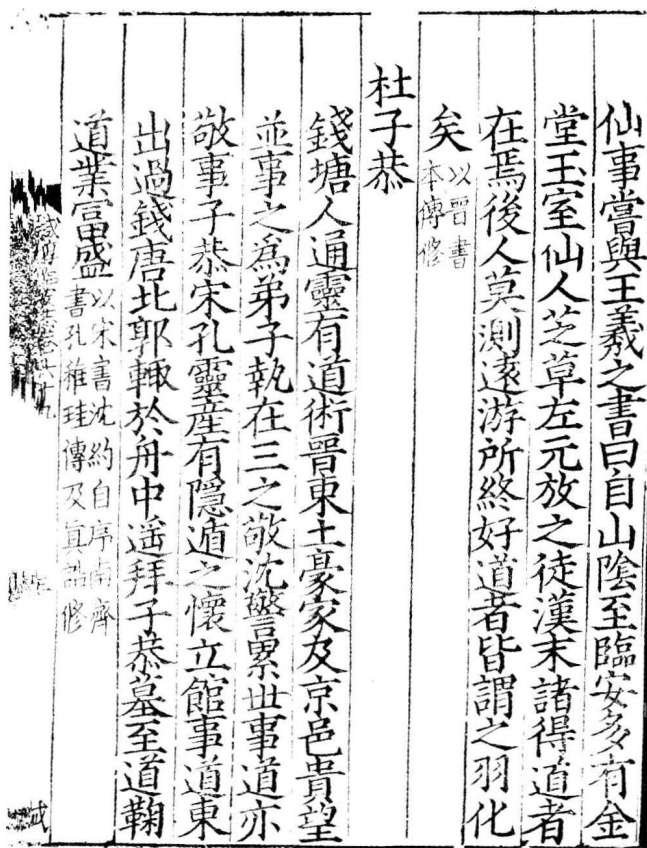 仙事嘗與王羲之書曰自山陰至臨安多有金
堂玉室仙人芝草左元放之徒漢末諸得道者
在焉後人莫測遠游所終好道者皆謂之羽化
矣以晉書本傳修
杜子恭
錢塘人通靈有道術晉東土豪家及京邑貴望
並事之為弟子執在三之敬沈警累世事道亦
敬事子恭宋孔靈産有隱遁之懷立館事道東
出過錢唐北郭輒於舟中遥拜子恭墓至道鞠
道業富盛以宋書沈約自序南齊書孔稚珪傳及真誥修